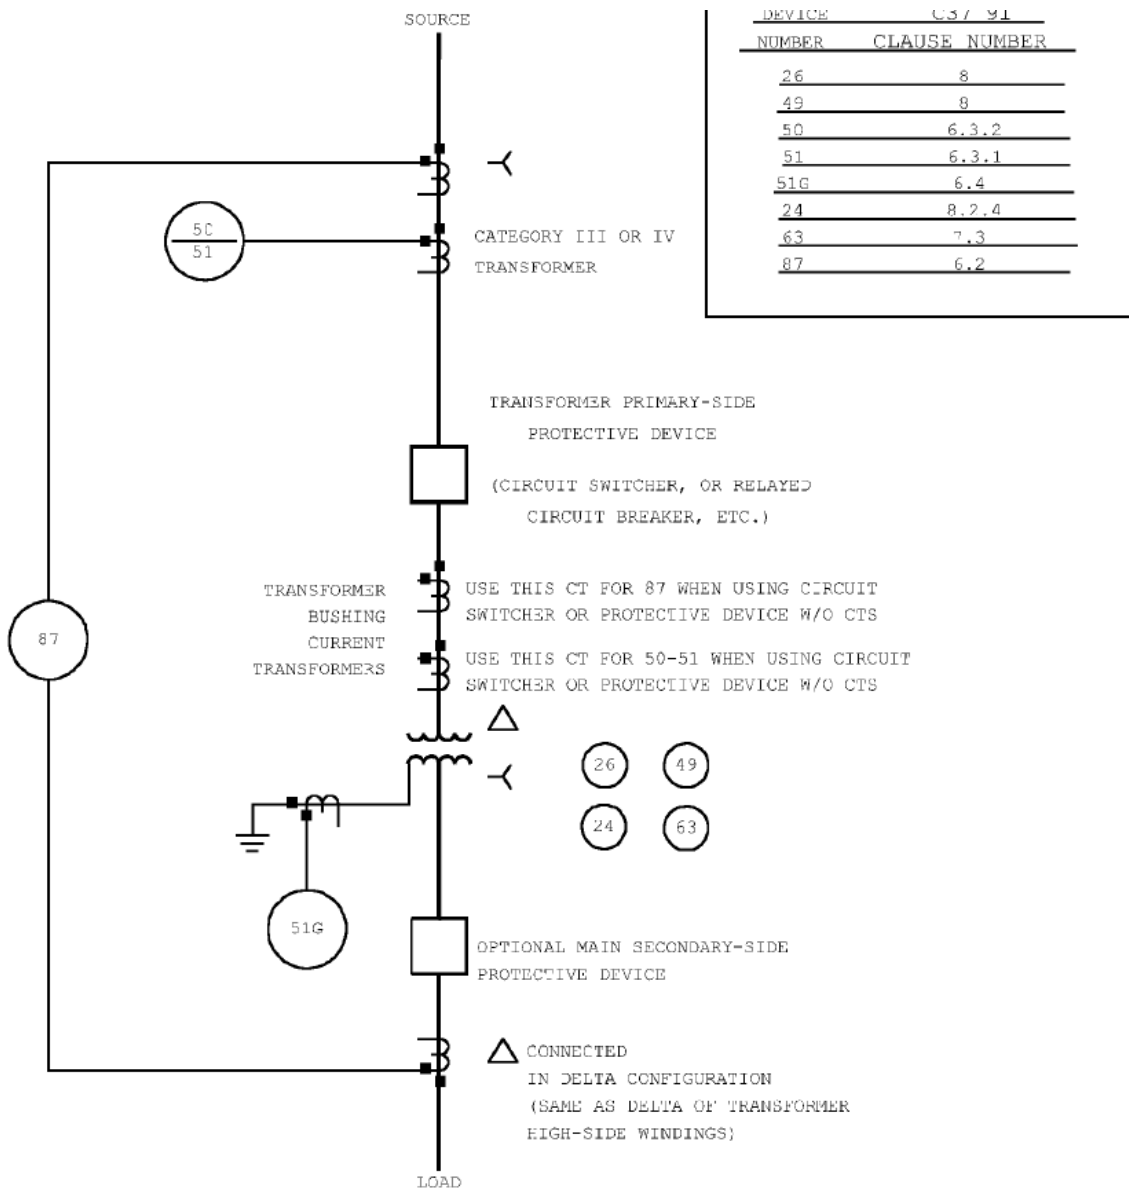 SOURCE
DEVICE C37 91
NUMBER CLAUSE NUMBER
26 8
49 8
50 6.3.2
51 6.3.1
51G 6.4
24 8.2.4
63 7.3
87 6.2
50
51
CATEGORY III OR IV
TRANSFORMER
TRANSFORMER PRIMARY-SIDE
PROTECTIVE DEVICE
(CIRCUIT SWITCHER, OR RELAYED
CIRCUIT BREAKER, ETC.)
TRANSFORMER
BUSHING
CURRENT
TRANSFORMERS
USE THIS CT FOR 87 WHEN USING CIRCUIT
SWITCHER OR PROTECTIVE DEVICE W/O CTS
87
USE THIS CT FOR 50-51 WHEN USING CIRCUIT
SWITCHER OR PROTECTIVE DEVICE W/O CTS
26 49
24 63
51G
OPTIONAL MAIN SECONDARY-SIDE
PROTECTIVE DEVICE
CONNECTED
IN DELTA CONFIGURATION
(SAME AS DELTA OF TRANSFORMER
HIGH-SIDE WINDINGS)
LOAD